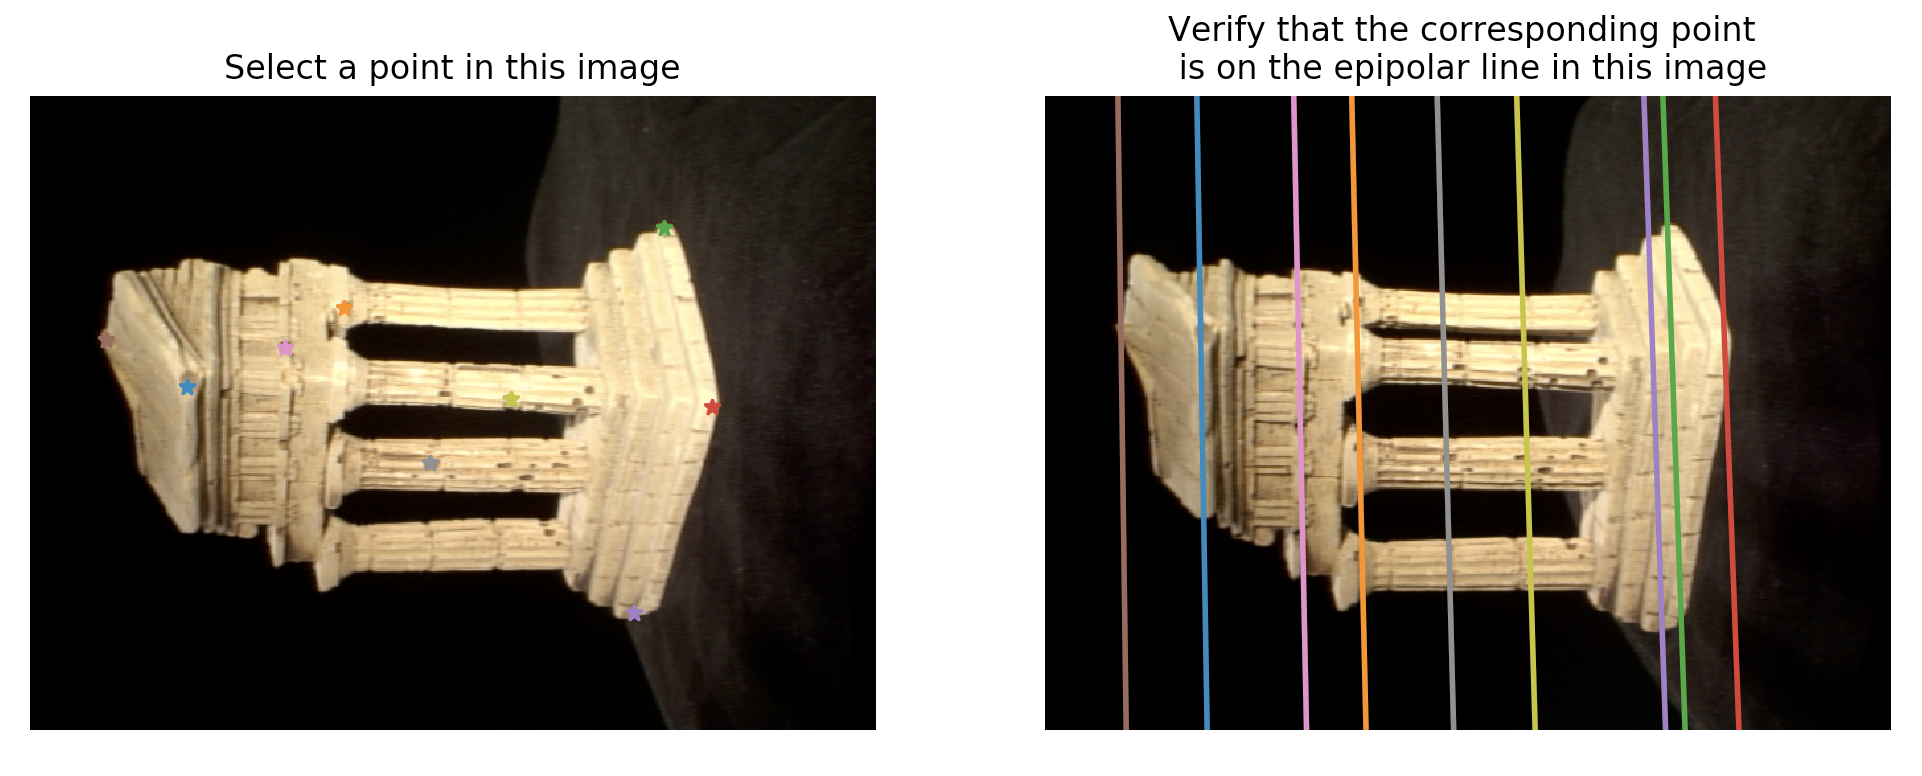 Select a point in this image
Verify that the corresponding point
is on the epipolar line in this image